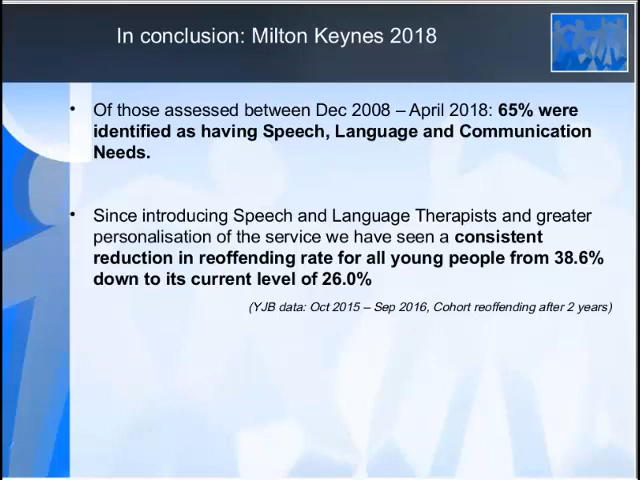 In conclusion: Milton Keynes 2018
• Of those assessed between Dec 2008 – April 2018: 65% were
identified as having Speech, Language and Communication
Needs.
• Since introducing Speech and Language Therapists and greater
personalisation of the service we have seen a consistent
reduction in reoffending rate for all young people from 38.6%
down to its current level of 26.0%
(YJB data: Oct 2015 – Sep 2016, Cohort reoffending after 2 years)